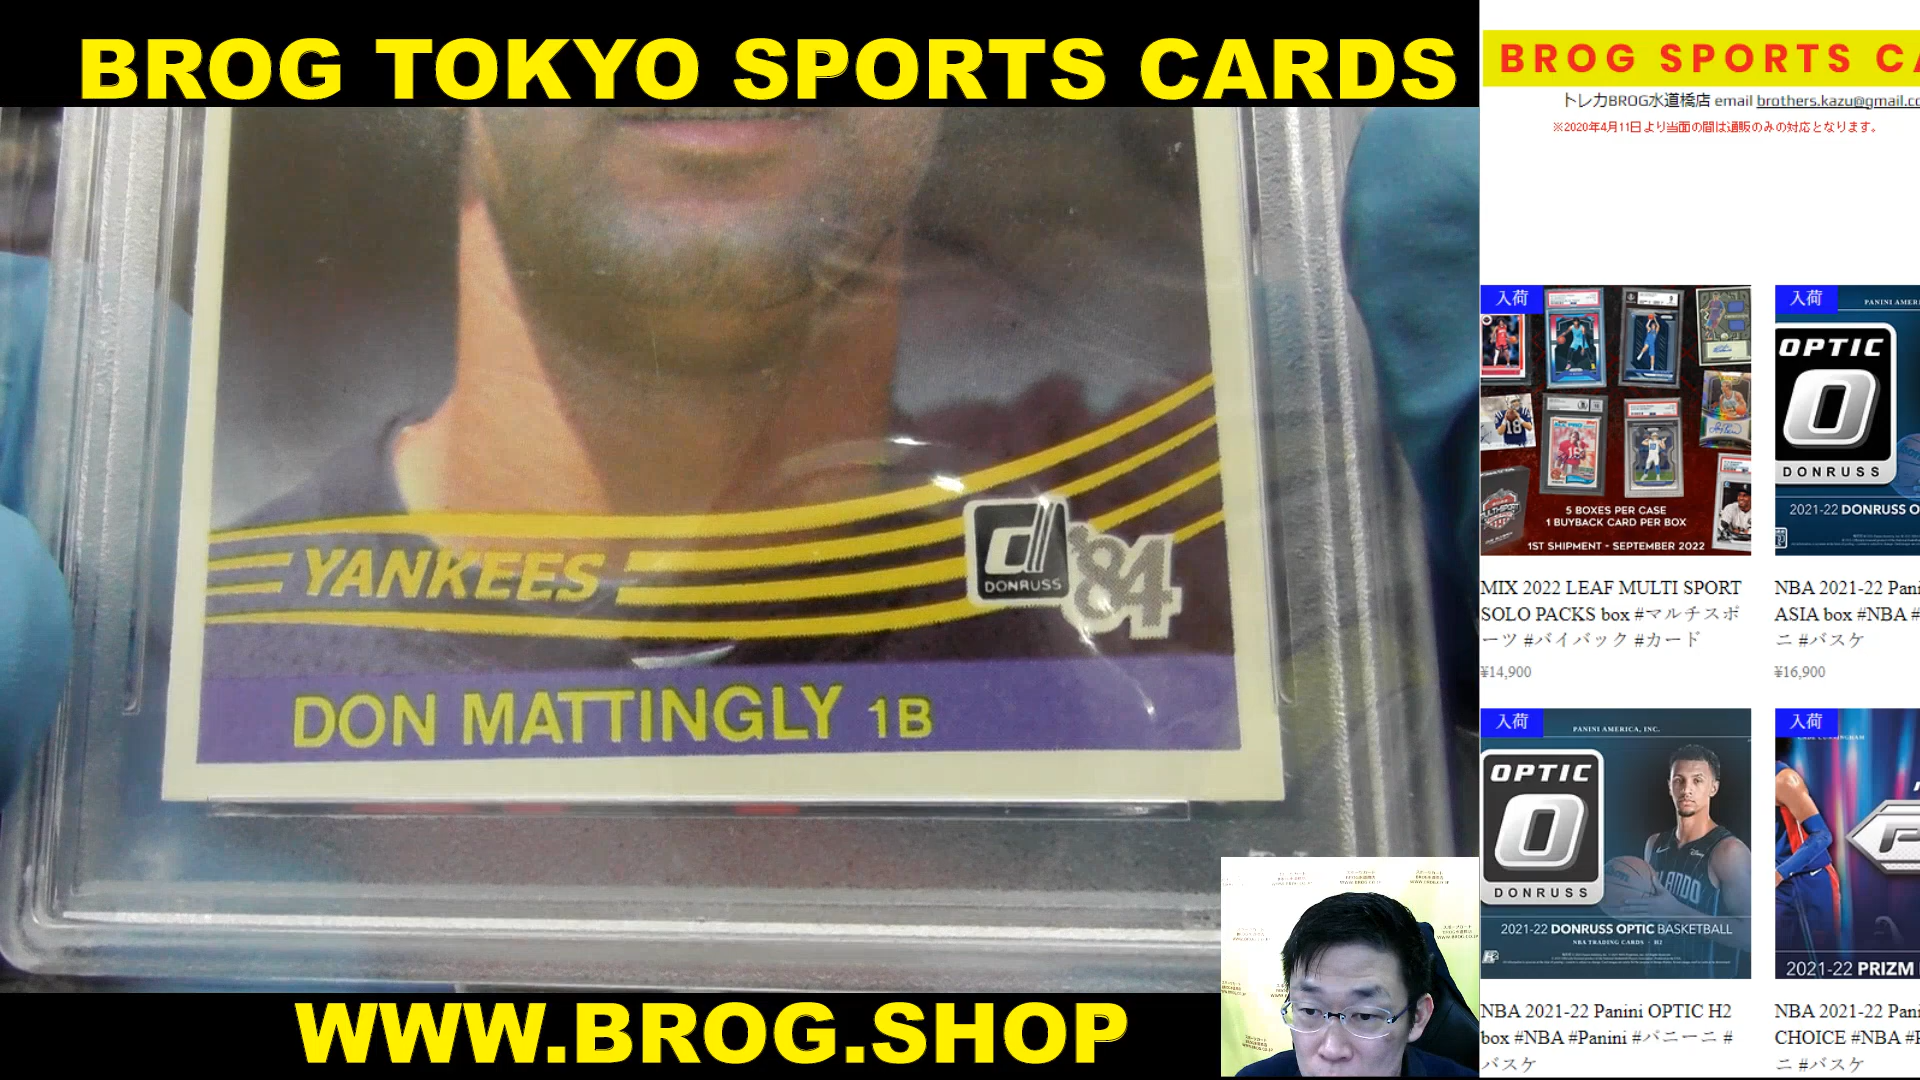 BROG TOKYO SPORTS CARDS
YANKEES
DONRUSS
'84
DON MATTINGLY 1B
WWW.BROG.SHOP
BROG SPORTS CA
トレカBROG水道橋店 email brothers.kazu@gmail.co
※2020年4月11日より当面の間は通販のみの対応となります。
入荷
5 BOXES PER CASE
1 BUYBACK CARD PER BOX
1ST SHIPMENT - SEPTEMBER 2022
MIX 2022 LEAF MULTI SPORT
SOLO PACKS box #マルチスポ
ーツ #バイバック #カード
¥14,900
入荷
PANINI AMERI
OPTIC
DONRUSS
2021-22 DONRUSS O
NBA 2021-22 Pani
ASIA box #NBA #
ニ #バスケ
¥16,900
入荷
PANINI AMERICA, INC.
OPTIC
DONRUSS
ORLANDO
2021-22 DONRUSS OPTIC BASKETBALL
NBA TRADING CARDS · H2
NBA 2021-22 Panini OPTIC H2
box #NBA #Panini #パニーニ #
バスケ
入荷
2021-22 PRIZM
NBA 2021-22 Pani
CHOICE #NBA #P
ニ #バスケ